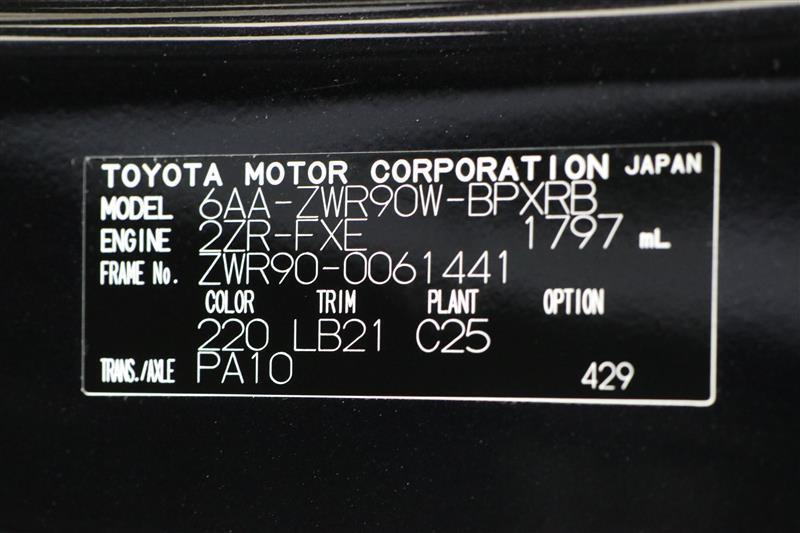 TOYOTA MOTOR CORPORATION JAPAN
MODEL 6AA-ZWR90W-BPXRB
ENGINE 2ZR-FXE 1797 mL
FRAME No. ZWR90-0061441
COLOR TRIM PLANT OPTION
220 LB21 C25
TRANS./AXLE PA10 429